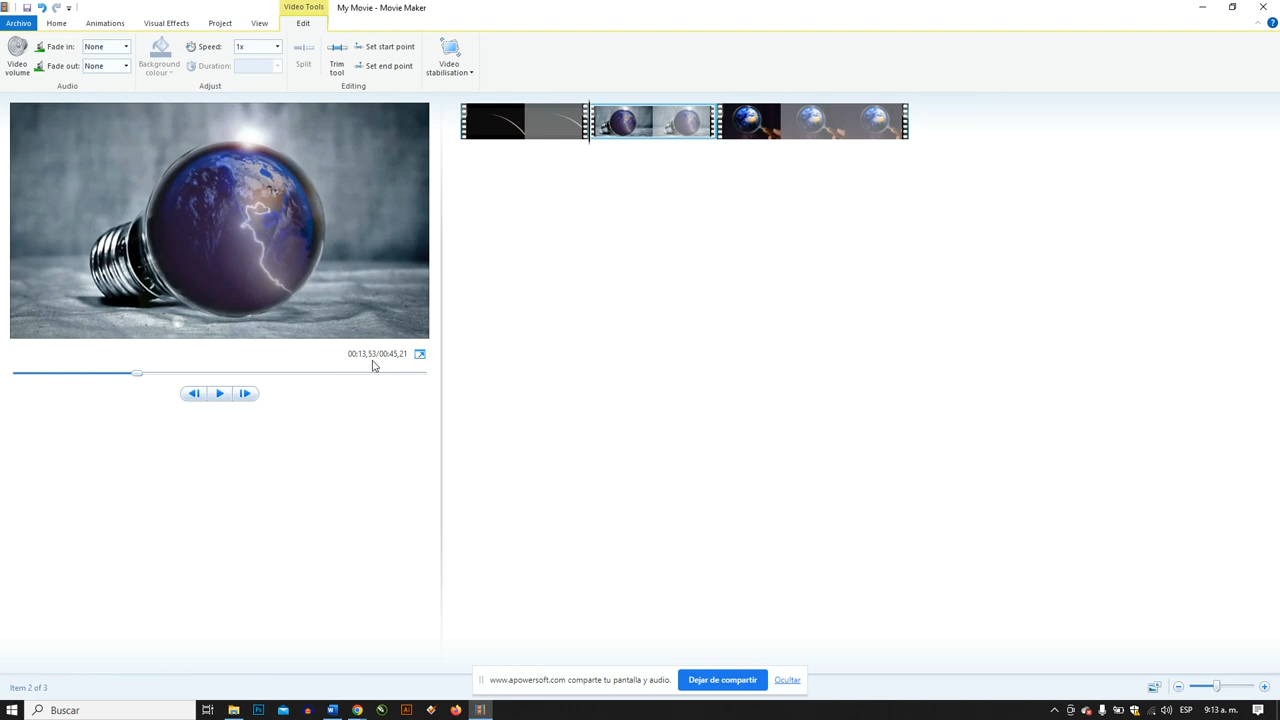 Video Tools
My Movie - Movie Maker
Archivo Home Animations Visual Effects Project View Edit
Video volume
Fade in: None
Fade out: None
Audio
Background colour
Speed: 1x
Duration:
Adjust
Split
Trim tool
Set start point
Set end point
Editing
Video stabilisation
00:13,53/00:45,21
www.apowersoft.com comparte tu pantalla y audio. Dejar de compartir Ocultar
Item 2 of 3
Buscar
ESP 9:13 a. m.